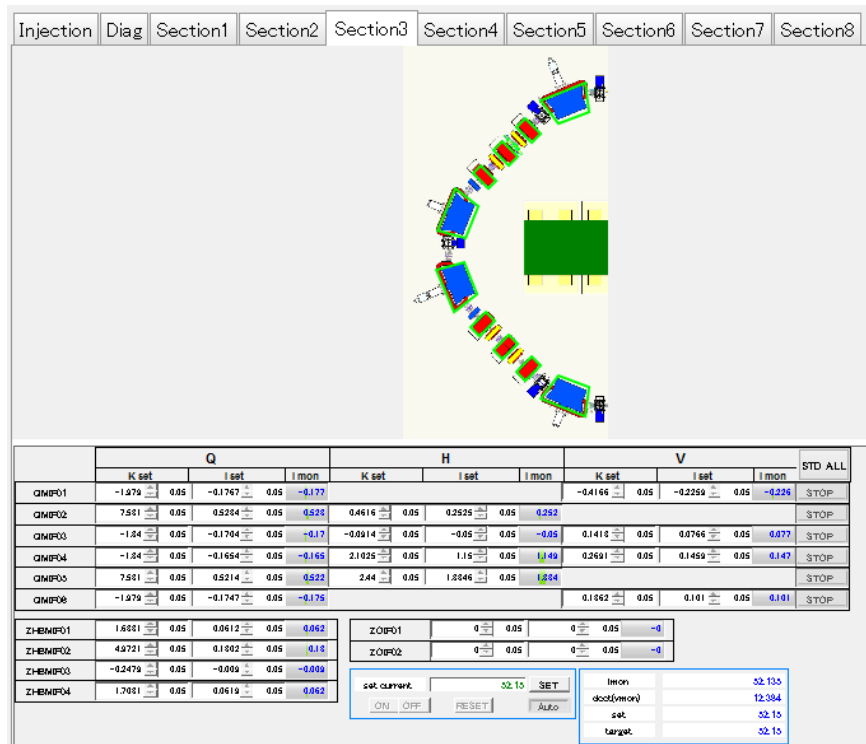 Injection Diag Section1 Section2 Section3 Section4 Section5 Section6 Section7 Section8
Q H V STD ALL
K set I set I mon K set I set I mon K set I set I mon
QMIF01 -1.979 0.05 -0.1767 0.05 -0.177 -0.4166 0.05 -0.2259 0.05 -0.226 STOP
QMIF02 7.581 0.05 0.5284 0.05 0.528 0.4616 0.05 0.2525 0.05 0.252 STOP
QMIF03 -1.84 0.05 -0.1704 0.05 -0.17 -0.0914 0.05 -0.05 0.05 -0.05 0.1418 0.05 0.0766 0.05 0.077 STOP
QMIF04 -1.84 0.05 -0.1654 0.05 -0.165 2.1025 0.05 1.15 0.05 1.149 0.2691 0.05 0.1459 0.05 0.147 STOP
QMIF05 7.581 0.05 0.5214 0.05 0.522 2.44 0.05 1.8846 0.05 1.884 STOP
QMIF06 -1.979 0.05 -0.1747 0.05 -0.175 0.1862 0.05 0.101 0.05 0.101 STOP
ZHBMIF01 1.6881 0.05 0.0612 0.05 0.062 ZOIF01 0 0.05 0 0.05 -0
ZHBMIF02 4.9721 0.05 0.1802 0.05 0.18 ZOIF02 0 0.05 0 0.05 -0
ZHBMIF03 -0.2479 0.05 -0.009 0.05 -0.009
ZHBMIF04 1.7081 0.05 0.0619 0.05 0.062
set current 52.15 SET
ON OFF RESET Auto
Imon 52.135
dcct(vmon) 12.384
set 52.15
target 52.15